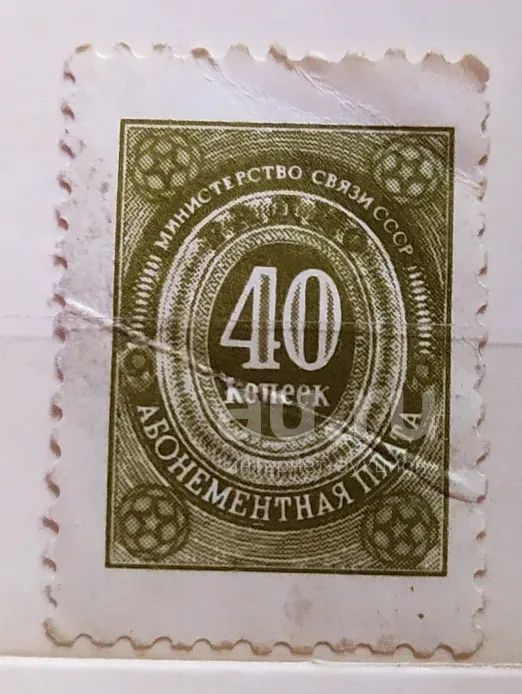 МИНИСТЕРСТВО СВЯЗИ СССР
40
копеек
АБОНЕМЕНТНАЯ ПЛАТА